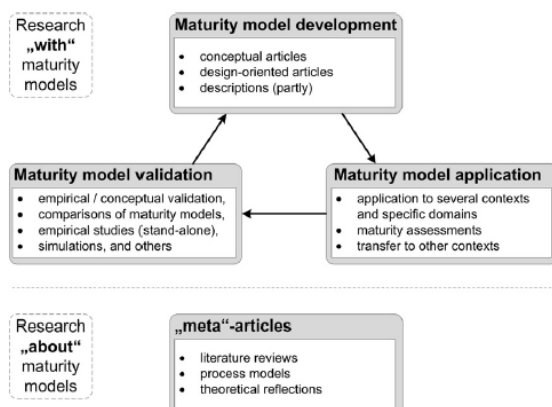 Research
„with“
maturity
models
Maturity model development
• conceptual articles
• design-oriented articles
• descriptions (partly)
Maturity model validation
• empirical / conceptual validation,
• comparisons of maturity models,
• empirical studies (stand-alone),
• simulations, and others
Maturity model application
• application to several contexts
and specific domains
• maturity assessments
• transfer to other contexts
Research
„about“
maturity
models
„meta“-articles
• literature reviews
• process models
• theoretical reflections